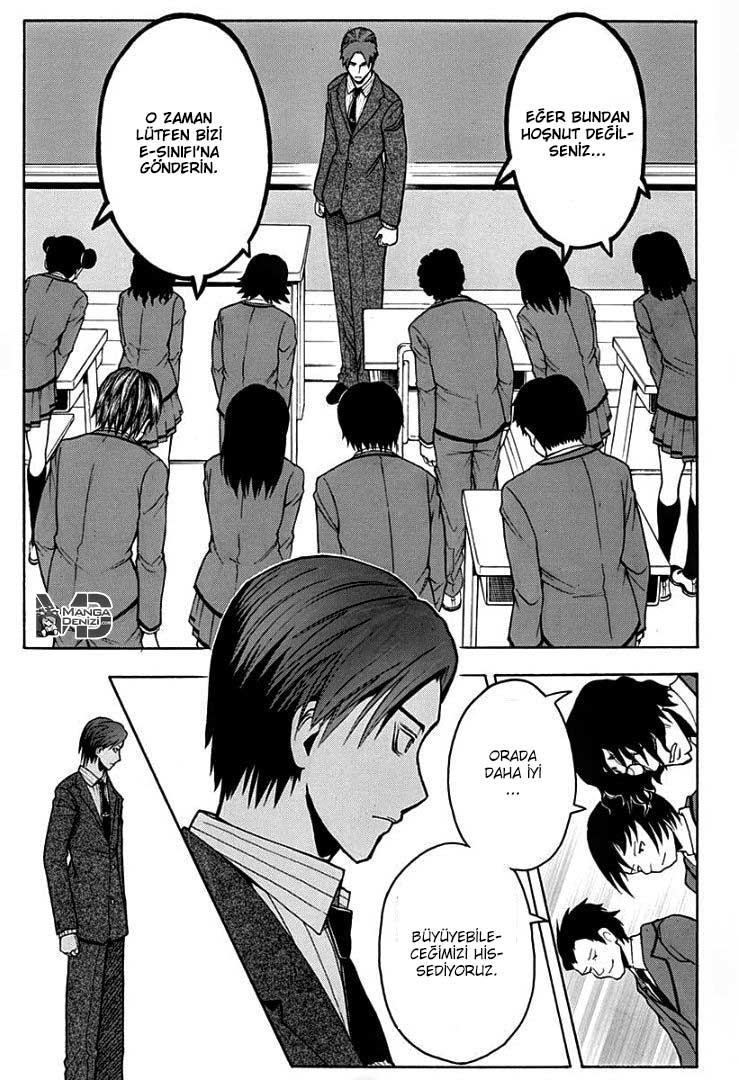 EĞER BUNDAN
HOŞNUT DEĞİL-
SENİZ...
O ZAMAN
LÜTFEN BİZİ
E-SINIFI'NA
GÖNDERİN.
MANGA
DENİZİ
.com
ORADA
DAHA İYİ
...
BÜYÜYEBİLE-
CEĞİMİZİ HİS-
SEDİYORUZ.